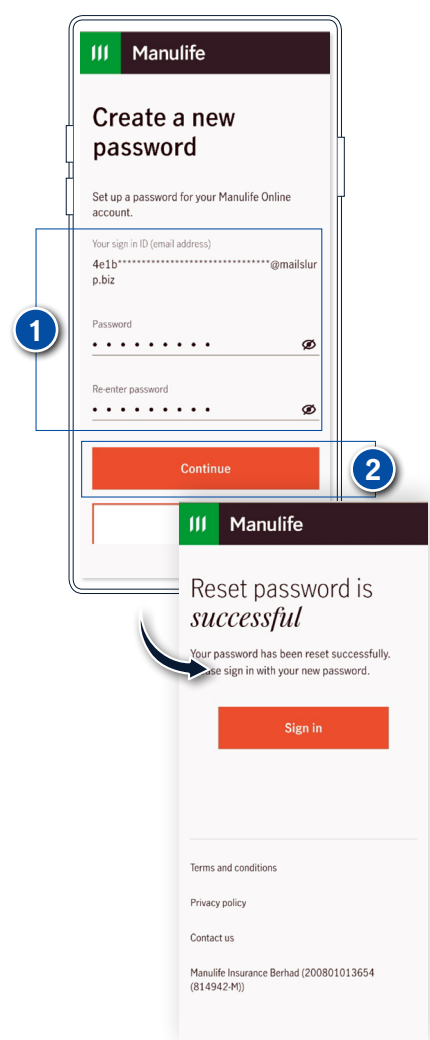 Manulife
Create a new
password
Set up a password for your Manulife Online
account.
Your sign in ID (email address)
4e1b********************************@mailslur
p.biz
1
Password
Re-enter password
Continue
2
Manulife
Reset password is
successful
Your password has been reset successfully.
sign in with your new password.
Sign in
Terms and conditions
Privacy policy
Contact us
Manulife Insurance Berhad (200801013654
(814942-M))